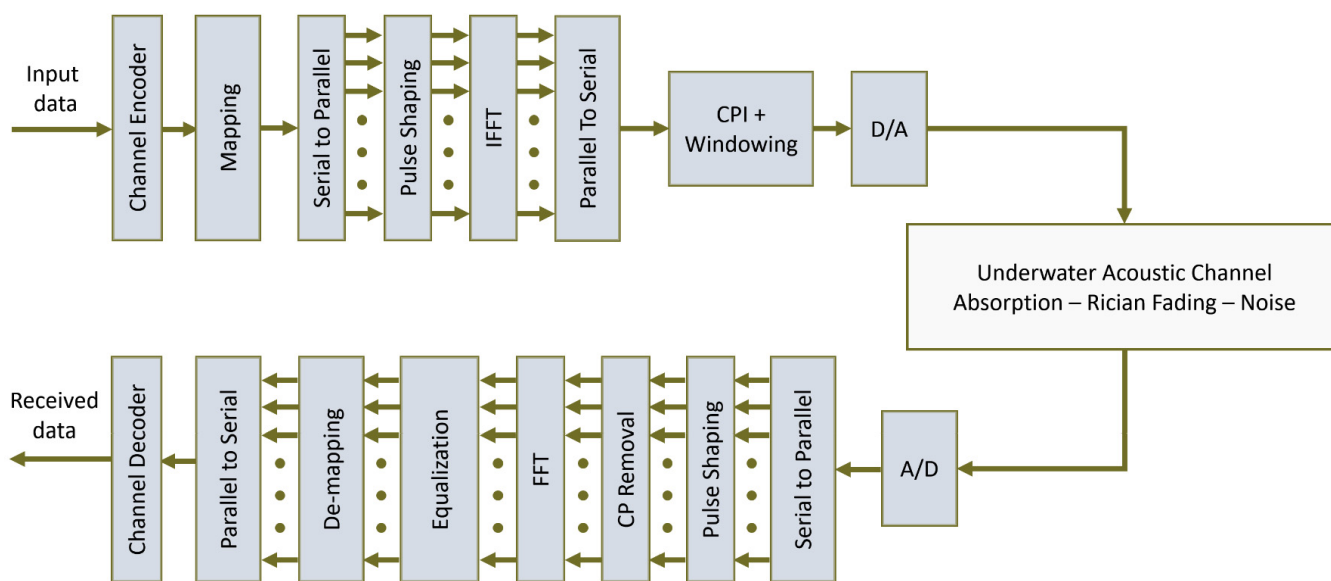 Input
data
Channel Encoder
Mapping
Serial to Parallel
Pulse Shaping
IFFT
Parallel To Serial
CPI +
Windowing
D/A
Underwater Acoustic Channel
Absorption – Rician Fading – Noise
Received
data
Channel Decoder
Parallel to Serial
De-mapping
Equalization
FFT
CP Removal
Pulse Shaping
Serial to Parallel
A/D